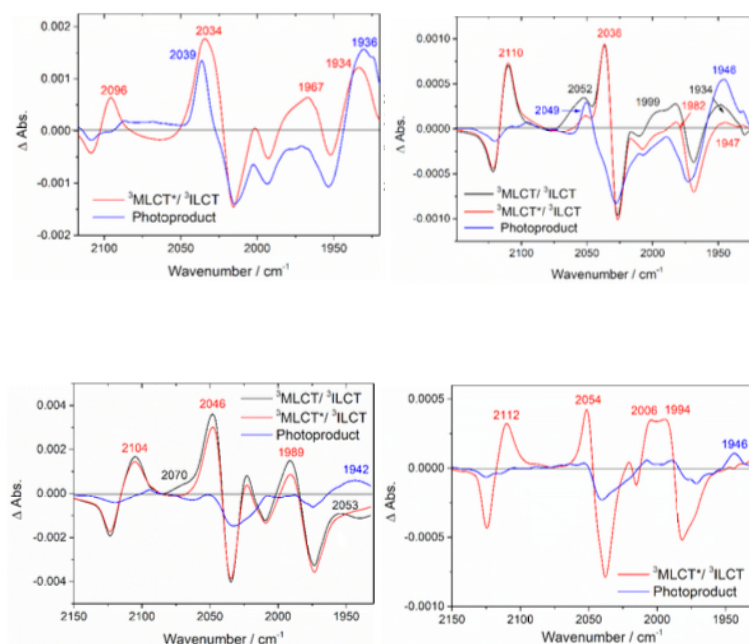 0.002
0.001
0.000
-0.001
-0.002
Δ Abs.
2096
2039
2034
1967
1934
1936
³MLCT*/ ³ILCT
Photoproduct
2100 2050 2000 1950
Wavenumber / cm⁻¹
0.0010
0.0005
0.0000
-0.0005
-0.0010
Δ Abs.
2110
2036
2052
2049
1999
1982
1934
1946
1947
³MLCT/ ³ILCT
³MLCT*/ ³ILCT
Photoproduct
2100 2050 2000 1950
Wavenumber / cm⁻¹
0.004
0.002
0.000
-0.002
-0.004
Δ Abs.
2104
2070
2046
1989
1942
2053
³MLCT/ ³ILCT
³MLCT*/ ³ILCT
Photoproduct
2150 2100 2050 2000 1950
Wavenumber / cm⁻¹
0.0005
0.0000
-0.0005
-0.0010
Δ Abs.
2112
2054
2006
1994
1946
³MLCT*/ ³ILCT
Photoproduct
2150 2100 2050 2000 1950
Wavenumber / cm⁻¹